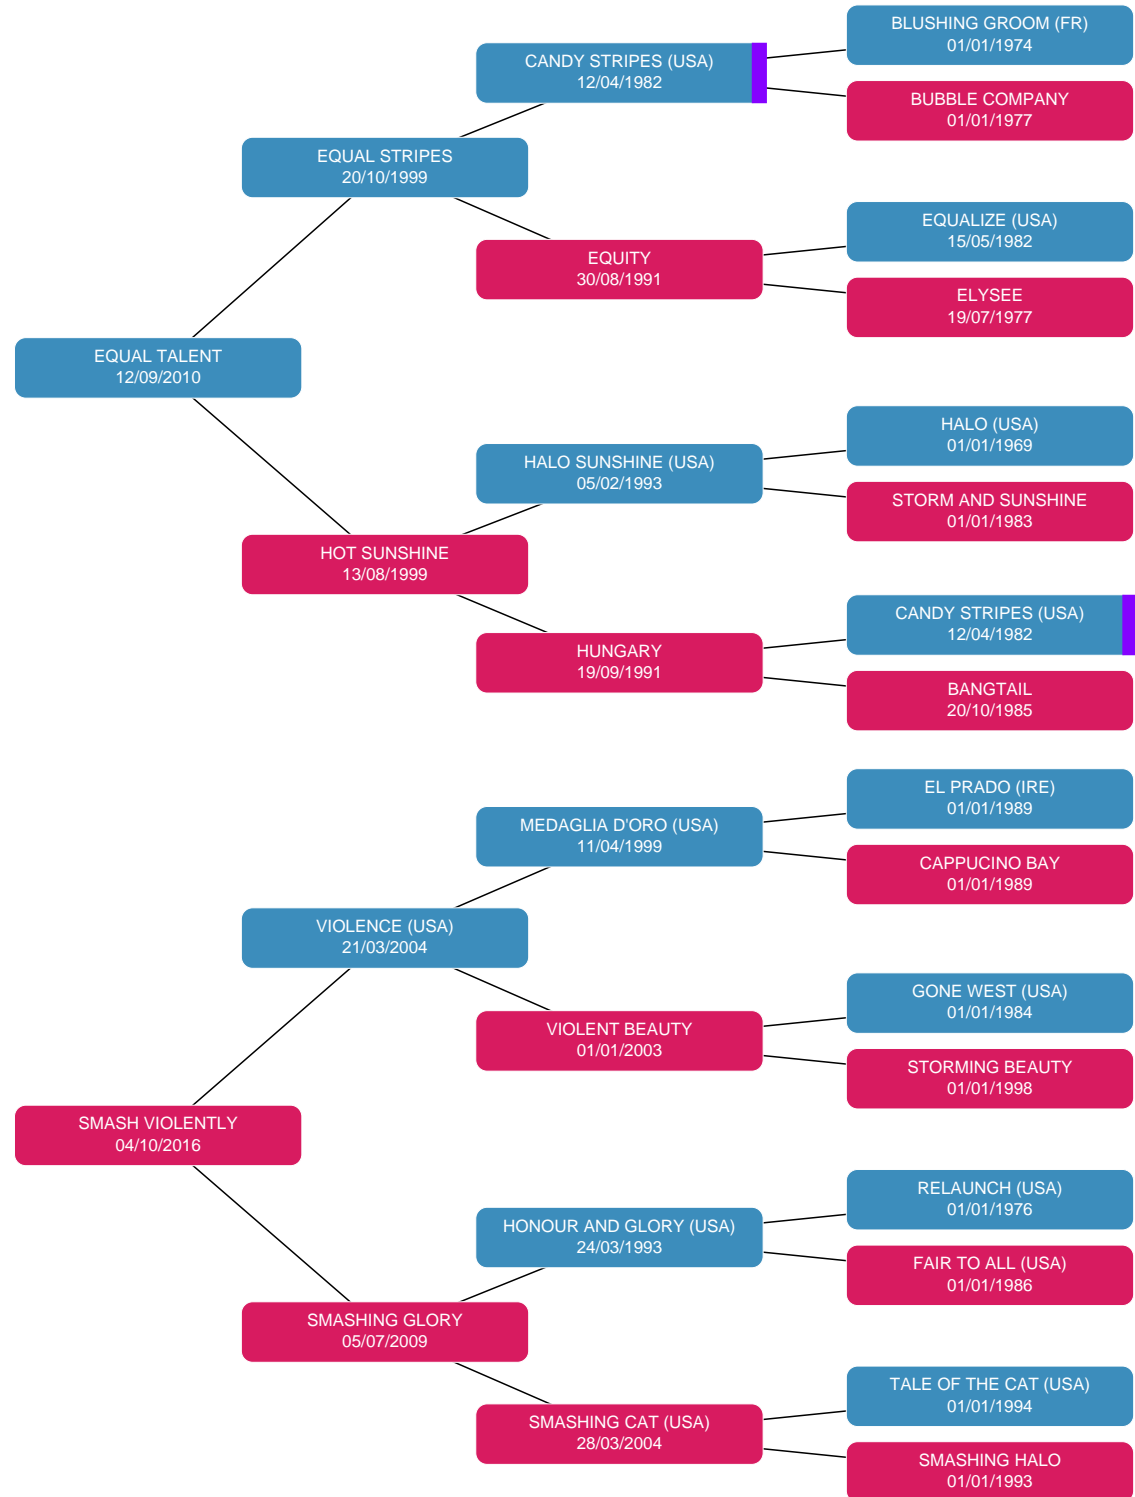 BLUSHING GROOM (FR)
01/01/1974
CANDY STRIPES (USA)
12/04/1982
BUBBLE COMPANY
01/01/1977
EQUAL STRIPES
20/10/1999
EQUALIZE (USA)
15/05/1982
EQUITY
30/08/1991
ELYSEE
19/07/1977
EQUAL TALENT
12/09/2010
HALO (USA)
01/01/1969
HALO SUNSHINE (USA)
05/02/1993
STORM AND SUNSHINE
01/01/1983
HOT SUNSHINE
13/08/1999
CANDY STRIPES (USA)
12/04/1982
HUNGARY
19/09/1991
BANGTAIL
20/10/1985
EL PRADO (IRE)
01/01/1989
MEDAGLIA D'ORO (USA)
11/04/1999
CAPPUCINO BAY
01/01/1989
VIOLENCE (USA)
21/03/2004
GONE WEST (USA)
01/01/1984
VIOLENT BEAUTY
01/01/2003
STORMING BEAUTY
01/01/1998
SMASH VIOLENTLY
04/10/2016
RELAUNCH (USA)
01/01/1976
HONOUR AND GLORY (USA)
24/03/1993
FAIR TO ALL (USA)
01/01/1986
SMASHING GLORY
05/07/2009
TALE OF THE CAT (USA)
01/01/1994
SMASHING CAT (USA)
28/03/2004
SMASHING HALO
01/01/1993